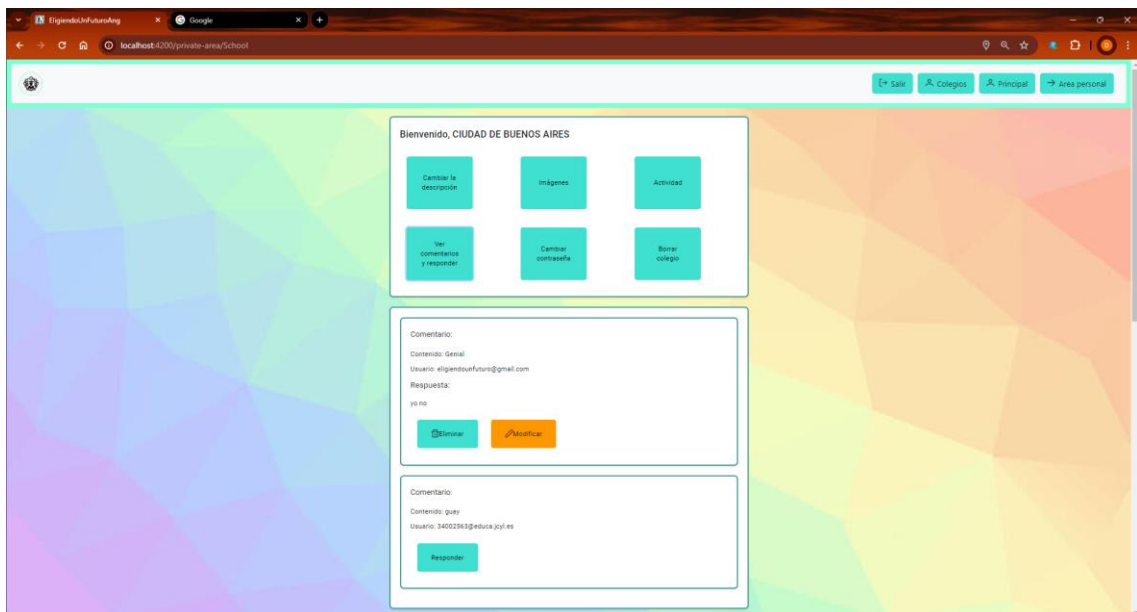 EligiendoUnFuturoAng
Google
localhost:4200/private-area/School
Salir
Colegios
Principal
Area personal
Bienvenido, CIUDAD DE BUENOS AIRES
Cambiar la
descripción
Imágenes
Actividad
Ver
comentarios
y responder
Cambiar
contraseña
Borrar
colegio
Comentario:
Contenido: Genial
Usuario: eligiendounfuturo@gmail.com
Respuesta:
yo no
Eliminar
Modificar
Comentario:
Contenido: guay
Usuario: 34002563@educa.jcyl.es
Responder